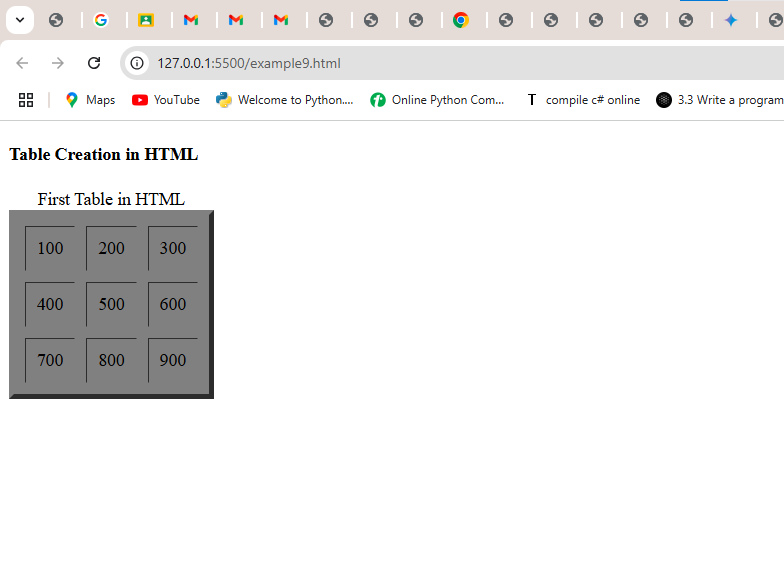 127.0.0.1:5500/example9.html
Maps YouTube Welcome to Python.... Online Python Com... T compile c# online 3.3 Write a program
Table Creation in HTML
First Table in HTML
100 200 300
400 500 600
700 800 900